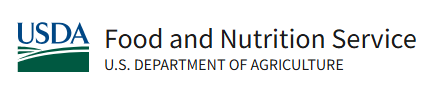 USDA
Food and Nutrition Service
U.S. DEPARTMENT OF AGRICULTURE